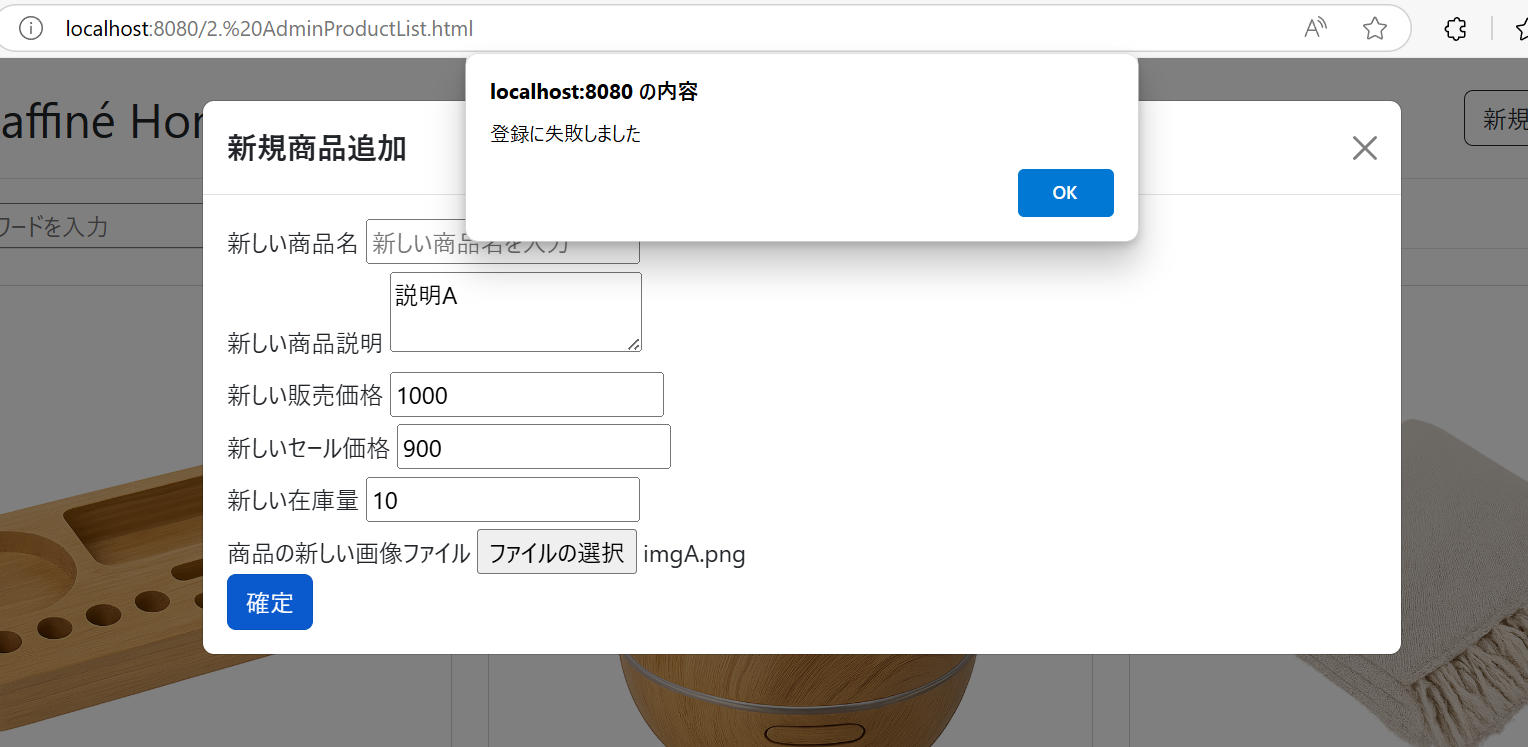 localhost:8080/2.%20AdminProductList.html
localhost:8080 の内容
登録に失敗しました
OK
affiné Hor
新規
新規商品追加
ワードを入力
新しい商品名 新しい商品名を入力
新しい商品説明 説明A
新しい販売価格 1000
新しいセール価格 900
新しい在庫量 10
商品の新しい画像ファイル ファイルの選択 imgA.png
確定